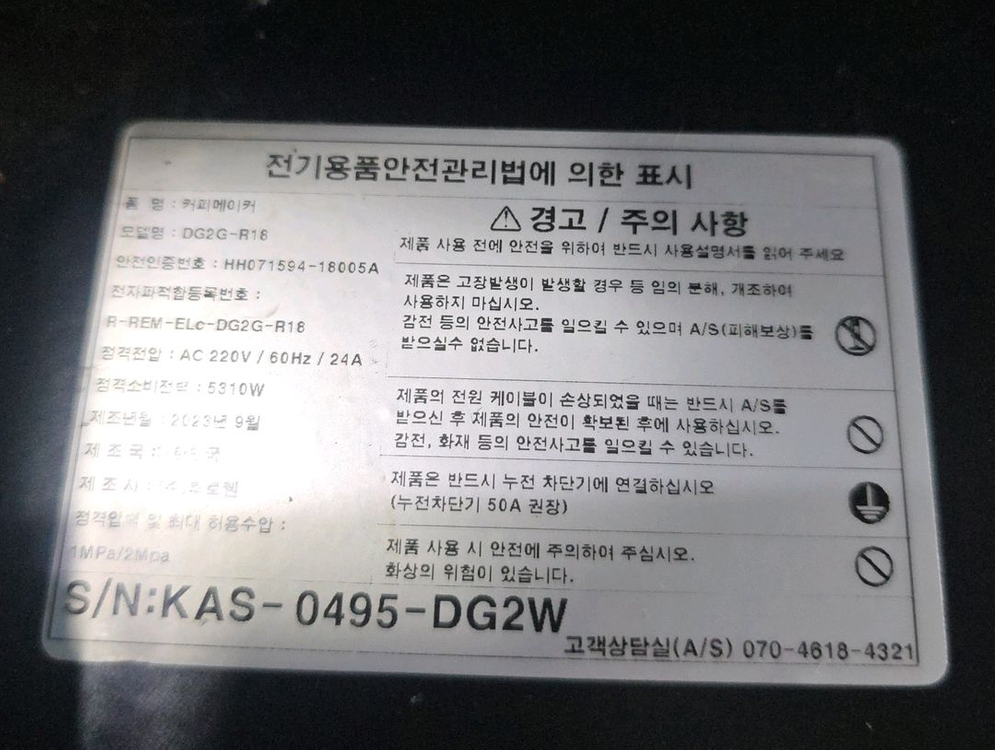 전기용품안전관리법에 의한 표시
품 명 : 커피메이커
모델명 : DG2G-R18
안전인증번호 : HH071594-18005A
전자파적합등록번호 :
R-REM-ELc-DG2G-R18
정격전압 : AC 220V / 60Hz / 24A
정격소비전력 : 5310W
제조년월 : 2023년 9월
제 조 국 :
제 조 사 :
정격압력 및 최대 허용수압 :
1MPa/2Mpa
경고 / 주의 사항
제품 사용 전에 안전을 위하여 반드시 사용설명서를 읽어 주세요
제품은 고장발생이 발생할 경우 등 임의 분해, 개조하여
사용하지 마십시오.
감전 등의 안전사고를 일으킬 수 있으며 A/S(피해보상)를
받으실수 없습니다.
제품의 전원 케이블이 손상되었을 때는 반드시 A/S를
받으신 후 제품의 안전이 확보된 후에 사용하십시오.
감전, 화재 등의 안전사고를 일으킬 수 있습니다.
제품은 반드시 누전 차단기에 연결하십시오
(누전차단기 50A 권장)
제품 사용 시 안전에 주의하여 주십시오.
화상의 위험이 있습니다.
S/N:KAS-0495-DG2W
고객상담실(A/S) 070-4618-4321